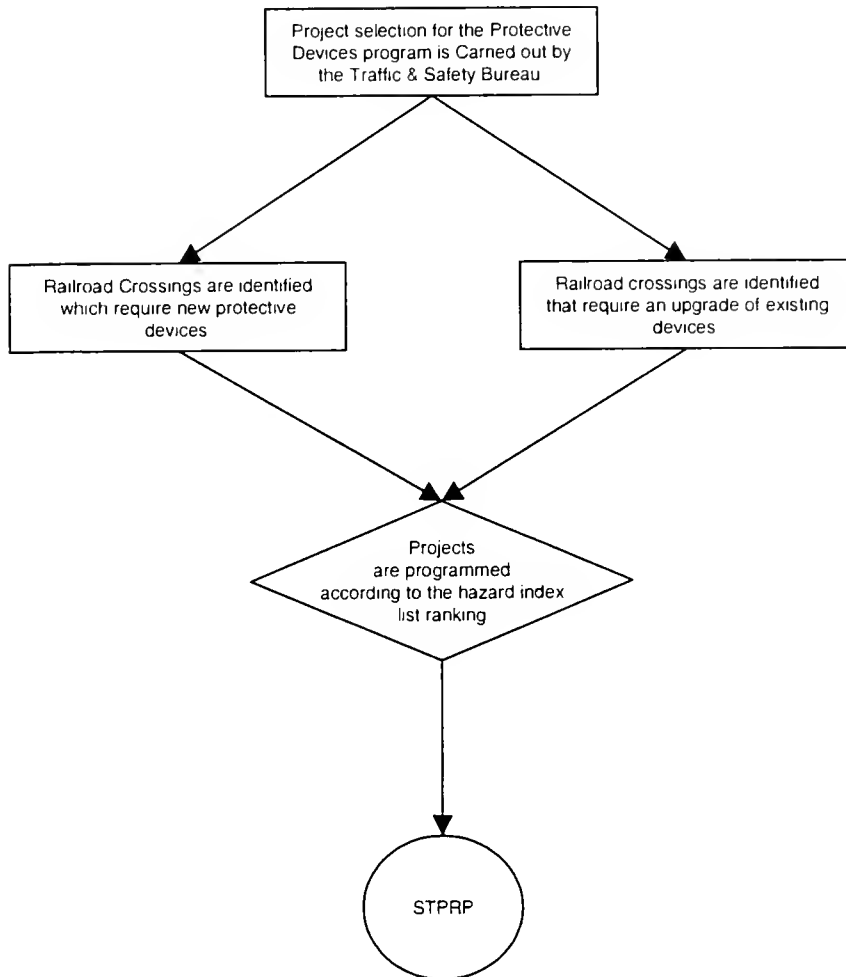 Project selection for the Protective
Devices program is Carned out by
the Traffic & Safety Bureau
Railroad Crossings are identified
which require new protective
devices
Railroad crossings are identified
that require an upgrade of existing
devices
Projects
are programmed
according to the hazard index
list ranking
STPRP